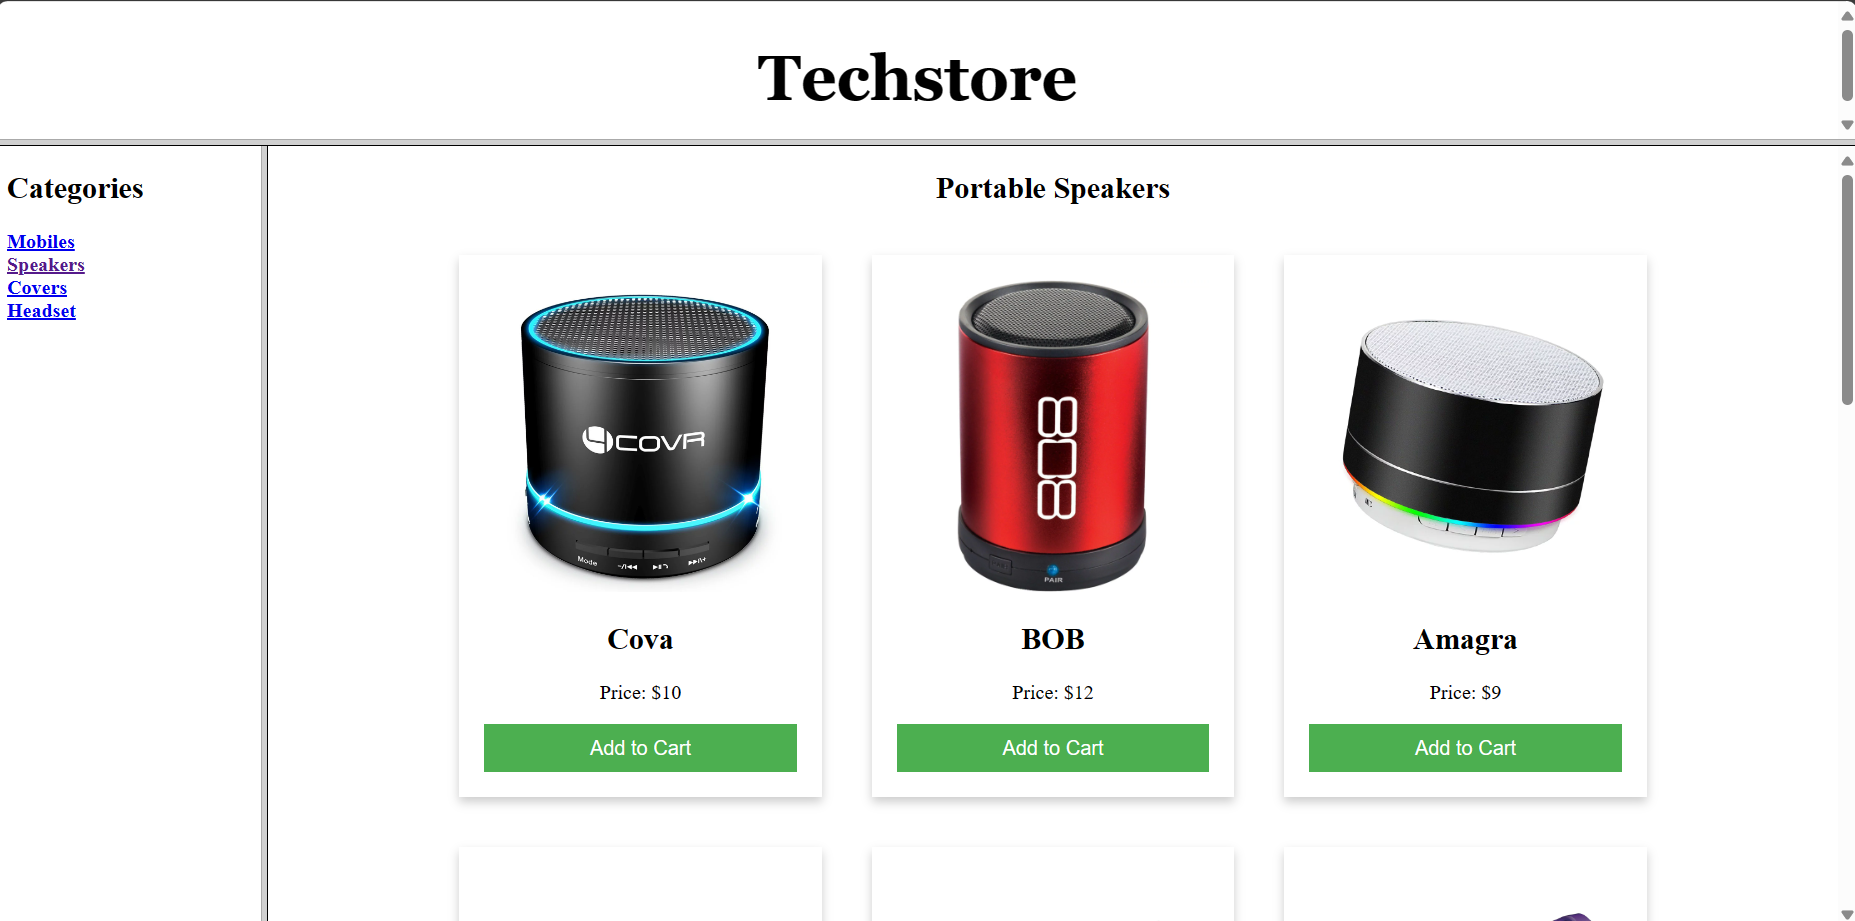 Techstore
Categories
Mobiles
Speakers
Covers
Headset
Portable Speakers
COVA
Mode
808
PAIR
Cova
BOB
Amagra
Price: $10
Price: $12
Price: $9
Add to Cart
Add to Cart
Add to Cart